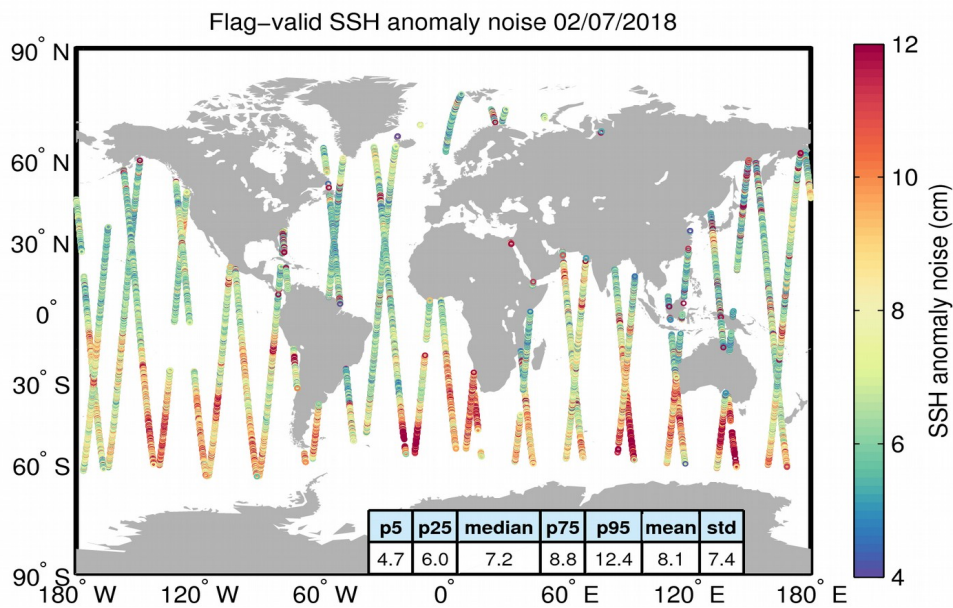 Flag−valid SSH anomaly noise 02/07/2018
90° N
60° N
30° N
0°
30° S
60° S
90° S
180° W
120° W
60° W
0°
60° E
120° E
180° E
p5 p25 median p75 p95 mean std
4.7 6.0 7.2 8.8 12.4 8.1 7.4
12
10
8
6
4
SSH anomaly noise (cm)